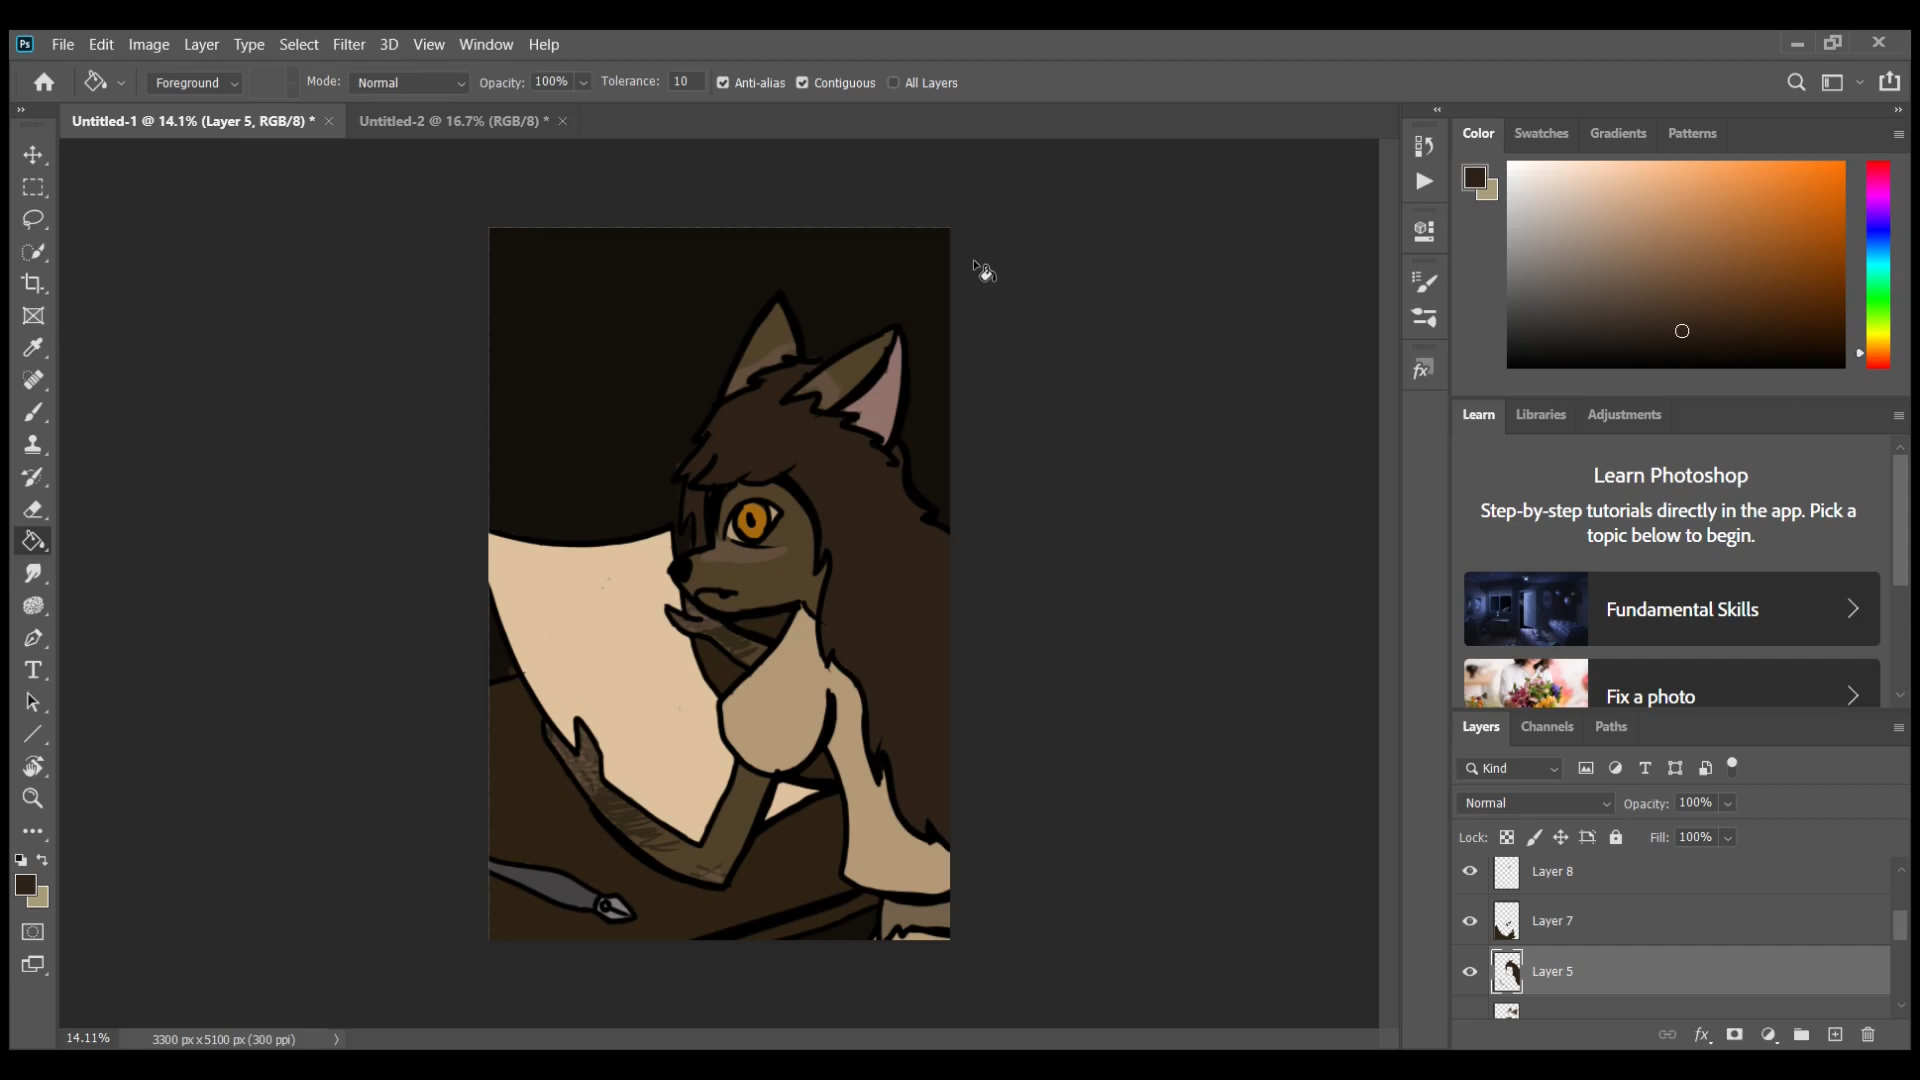 Ps File Edit Image Layer Type Select Filter 3D View Window Help
Foreground Mode: Normal Opacity: 100% Tolerance: 10 Anti-alias Contiguous All Layers
Untitled-1 @ 14.1% (Layer 5, RGB/8) * Untitled-2 @ 16.7% (RGB/8) *
Color Swatches Gradients Patterns
Learn Libraries Adjustments
Learn Photoshop
Step-by-step tutorials directly in the app. Pick a
topic below to begin.
Fundamental Skills
Fix a photo
Layers Channels Paths
Kind
Normal Opacity: 100%
Lock: Fill: 100%
Layer 8
Layer 7
Layer 5
14.11% 3300 px x 5100 px (300 ppi)
fx